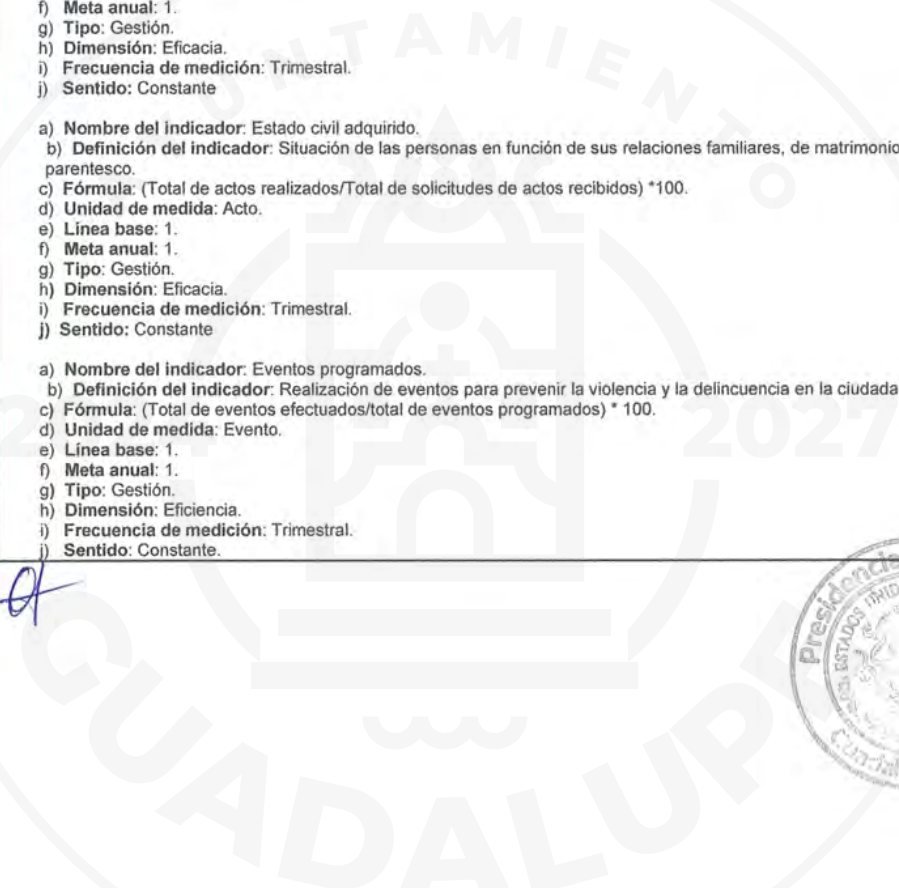 f) Meta anual: 1.
g) Tipo: Gestión.
h) Dimensión: Eficacia.
i) Frecuencia de medición: Trimestral.
j) Sentido: Constante
a) Nombre del indicador: Estado civil adquirido.
b) Definición del indicador: Situación de las personas en función de sus relaciones familiares, de matrimonio
parentesco.
c) Fórmula: (Total de actos realizados/Total de solicitudes de actos recibidos) *100.
d) Unidad de medida: Acto.
e) Línea base: 1.
f) Meta anual: 1.
g) Tipo: Gestión.
h) Dimensión: Eficacia.
i) Frecuencia de medición: Trimestral.
j) Sentido: Constante
a) Nombre del indicador: Eventos programados.
b) Definición del indicador: Realización de eventos para prevenir la violencia y la delincuencia en la ciudada
c) Fórmula: (Total de eventos efectuados/total de eventos programados) * 100.
d) Unidad de medida: Evento.
e) Línea base: 1.
f) Meta anual: 1.
g) Tipo: Gestión.
h) Dimensión: Eficiencia.
i) Frecuencia de medición: Trimestral.
j) Sentido: Constante.
2027
GUADALUPE
Presidencia
ESTADOS UNID